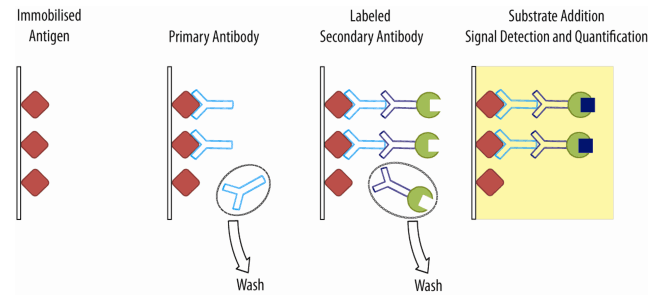 Immobilised
Antigen
Primary Antibody
Labeled
Secondary Antibody
Substrate Addition
Signal Detection and Quantification
Wash
Wash